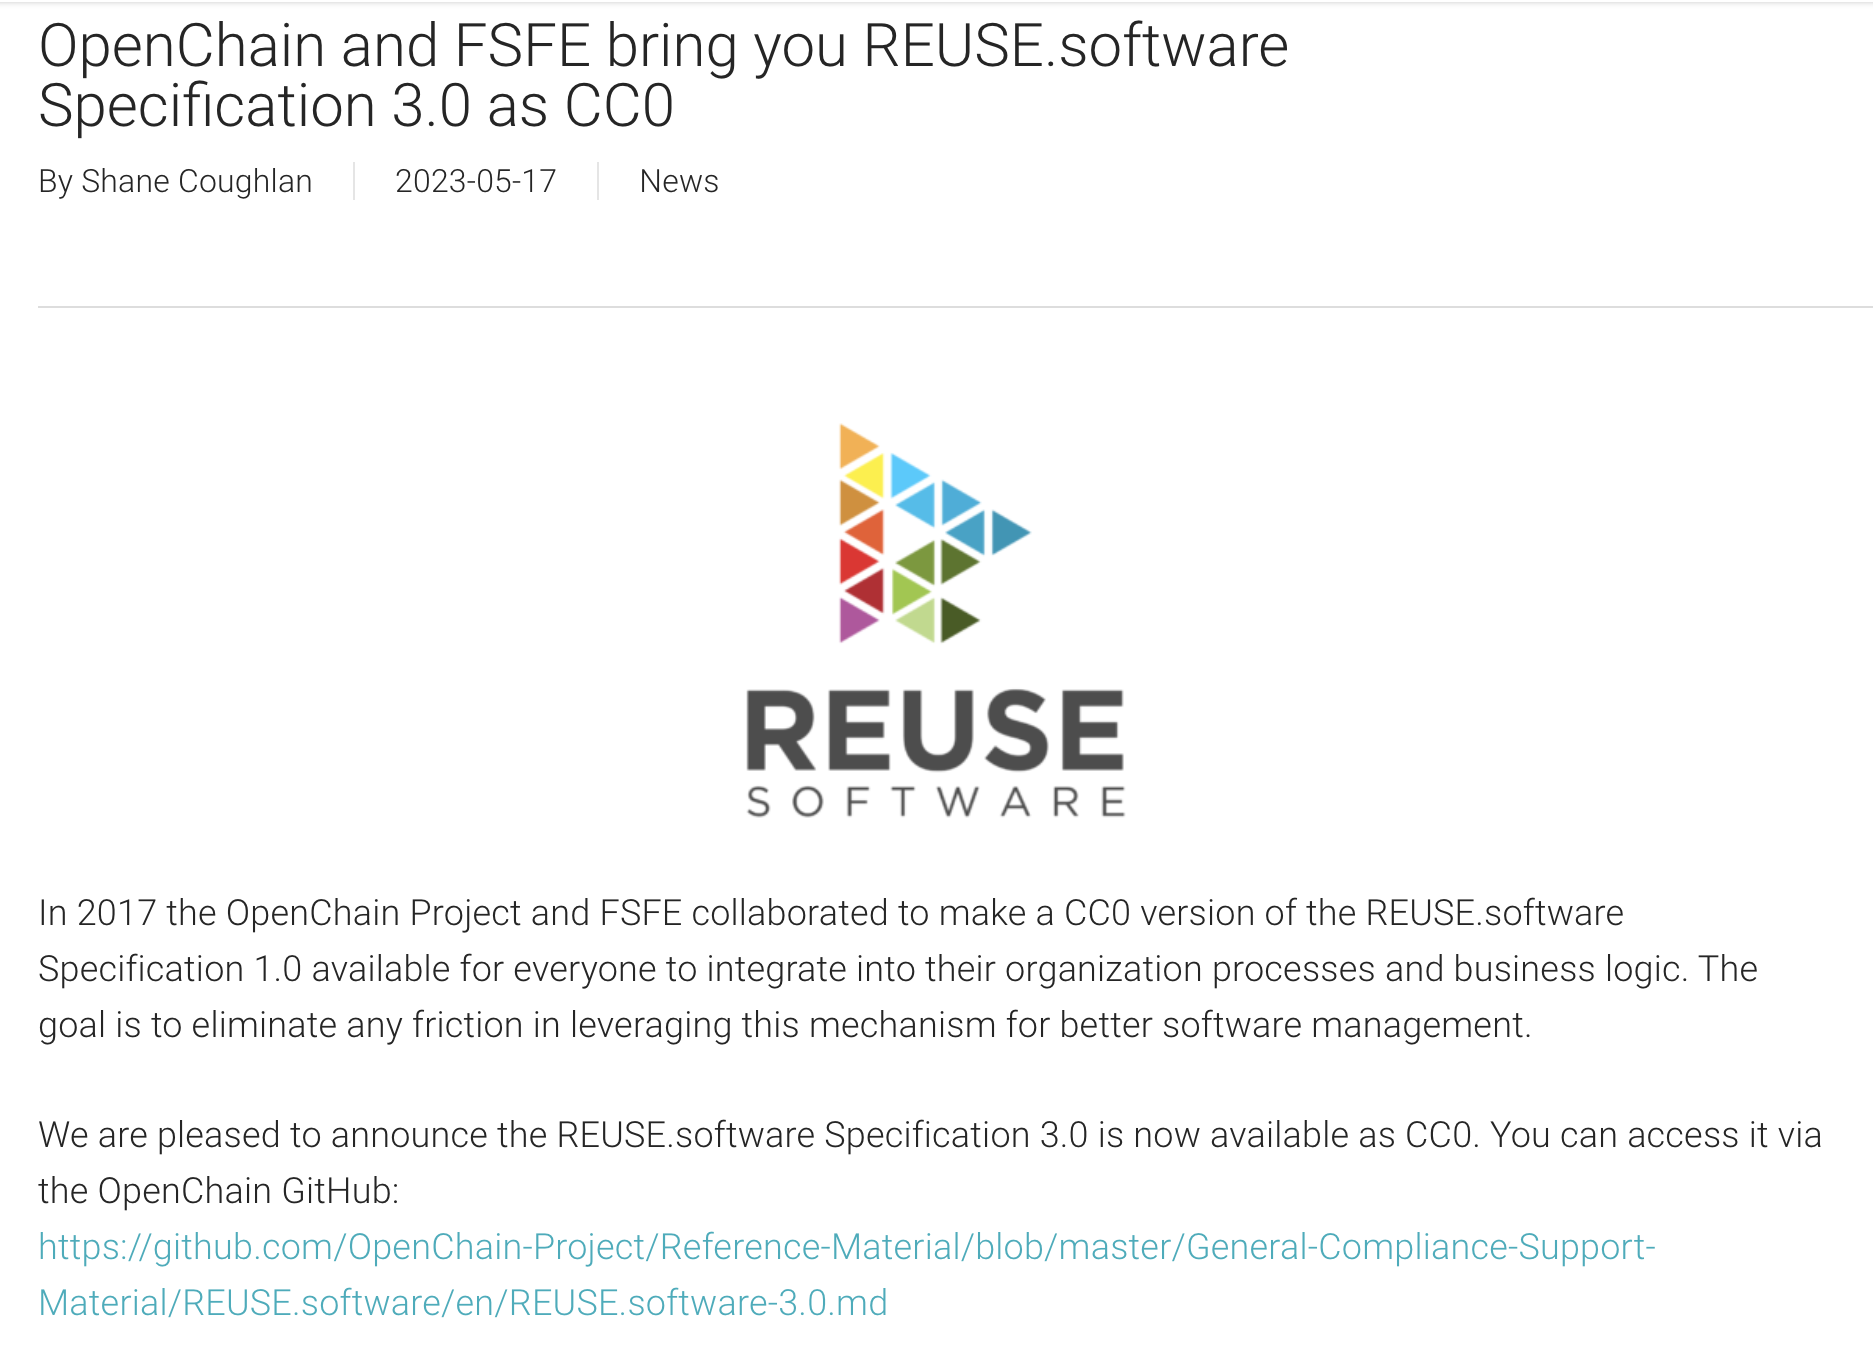 OpenChain and FSFE bring you REUSE.software
Specification 3.0 as CC0
By Shane Coughlan
2023-05-17
News
REUSE
SOFTWARE
In 2017 the OpenChain Project and FSFE collaborated to make a CC0 version of the REUSE.software
Specification 1.0 available for everyone to integrate into their organization processes and business logic. The
goal is to eliminate any friction in leveraging this mechanism for better software management.
We are pleased to announce the REUSE.software Specification 3.0 is now available as CC0. You can access it via
the OpenChain GitHub:
https://github.com/OpenChain-Project/Reference-Material/blob/master/General-Compliance-Support-
Material/REUSE.software/en/REUSE.software-3.0.md